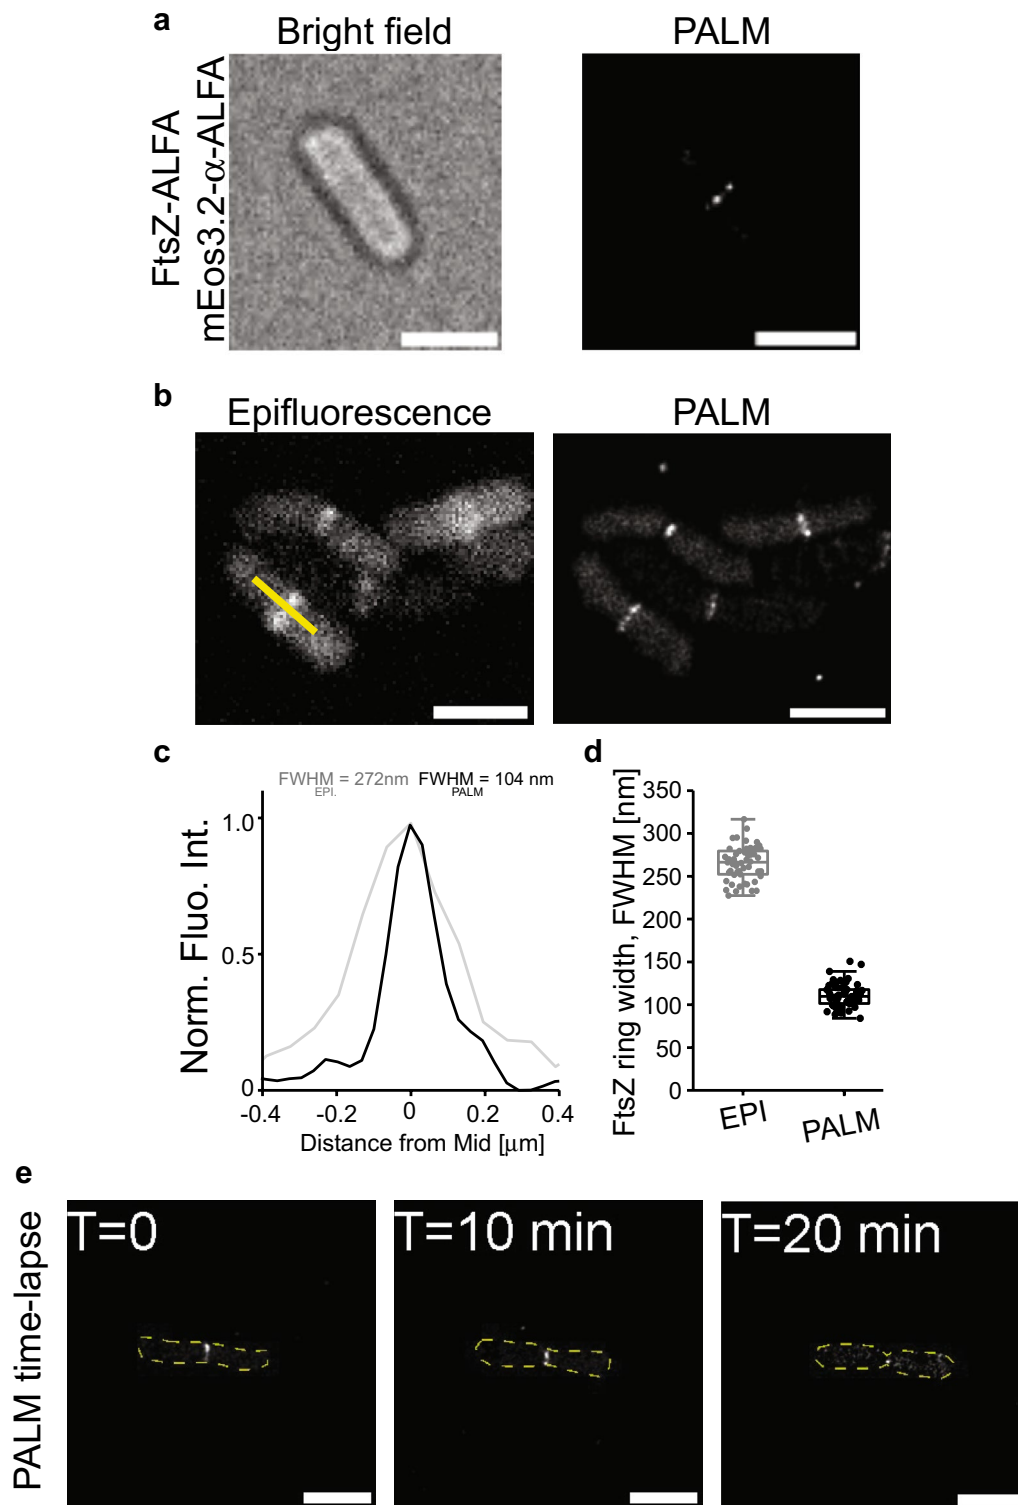 a
Bright field
PALM
FtsZ-ALFA
mEos3.2-α-ALFA
b
Epifluorescence
PALM
c
FWHM = 272nm FWHM = 104 nm
EPI. PALM
Norm. Fluo. Int.
1.0
0.5
0
-0.4 -0.2 0 0.2 0.4
Distance from Mid [μm]
d
FtsZ ring width, FWHM [nm]
350
300
250
200
150
100
50
0
EPI PALM
e
PALM time-lapse
T=0
T=10 min
T=20 min